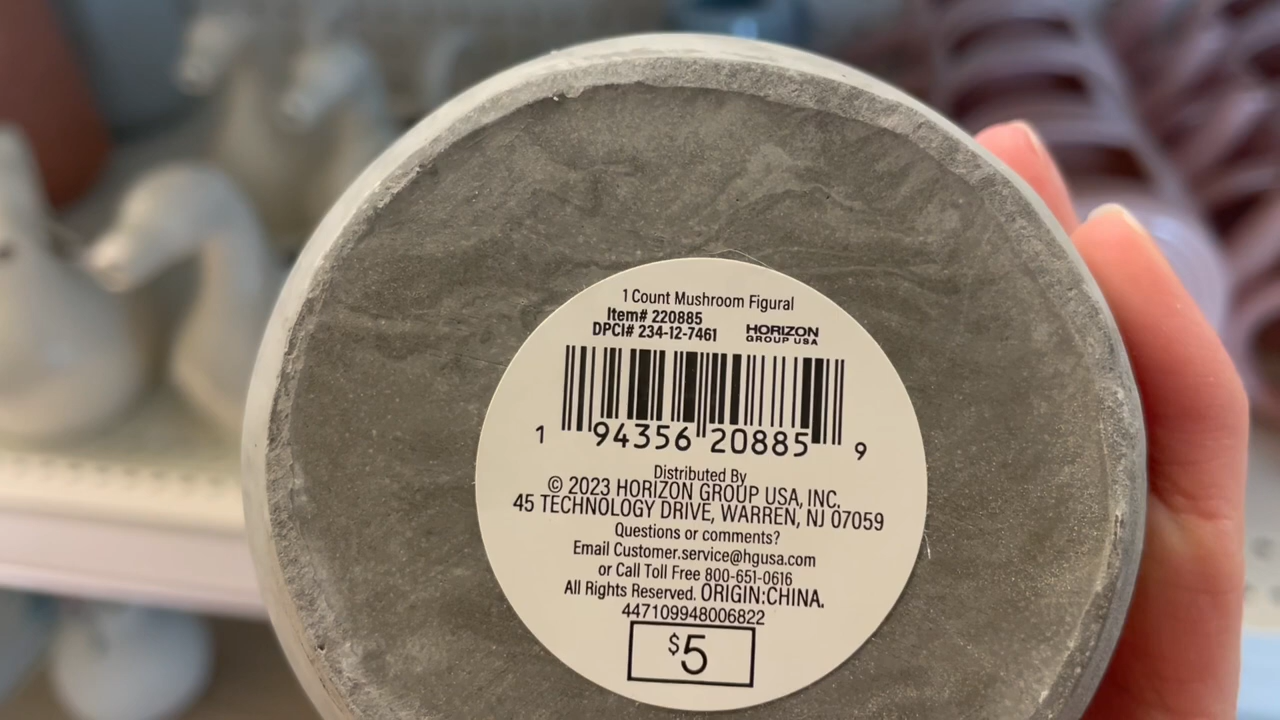 1 Count Mushroom Figural
Item# 220885
DPCI# 234-12-7461
HORIZON
GROUP USA
1 94356 20885 9
Distributed By
© 2023 HORIZON GROUP USA, INC.
45 TECHNOLOGY DRIVE, WARREN, NJ 07059
Questions or comments?
Email Customer.service@hgusa.com
or Call Toll Free 800-651-0616
All Rights Reserved. ORIGIN:CHINA.
447109948006822
$5